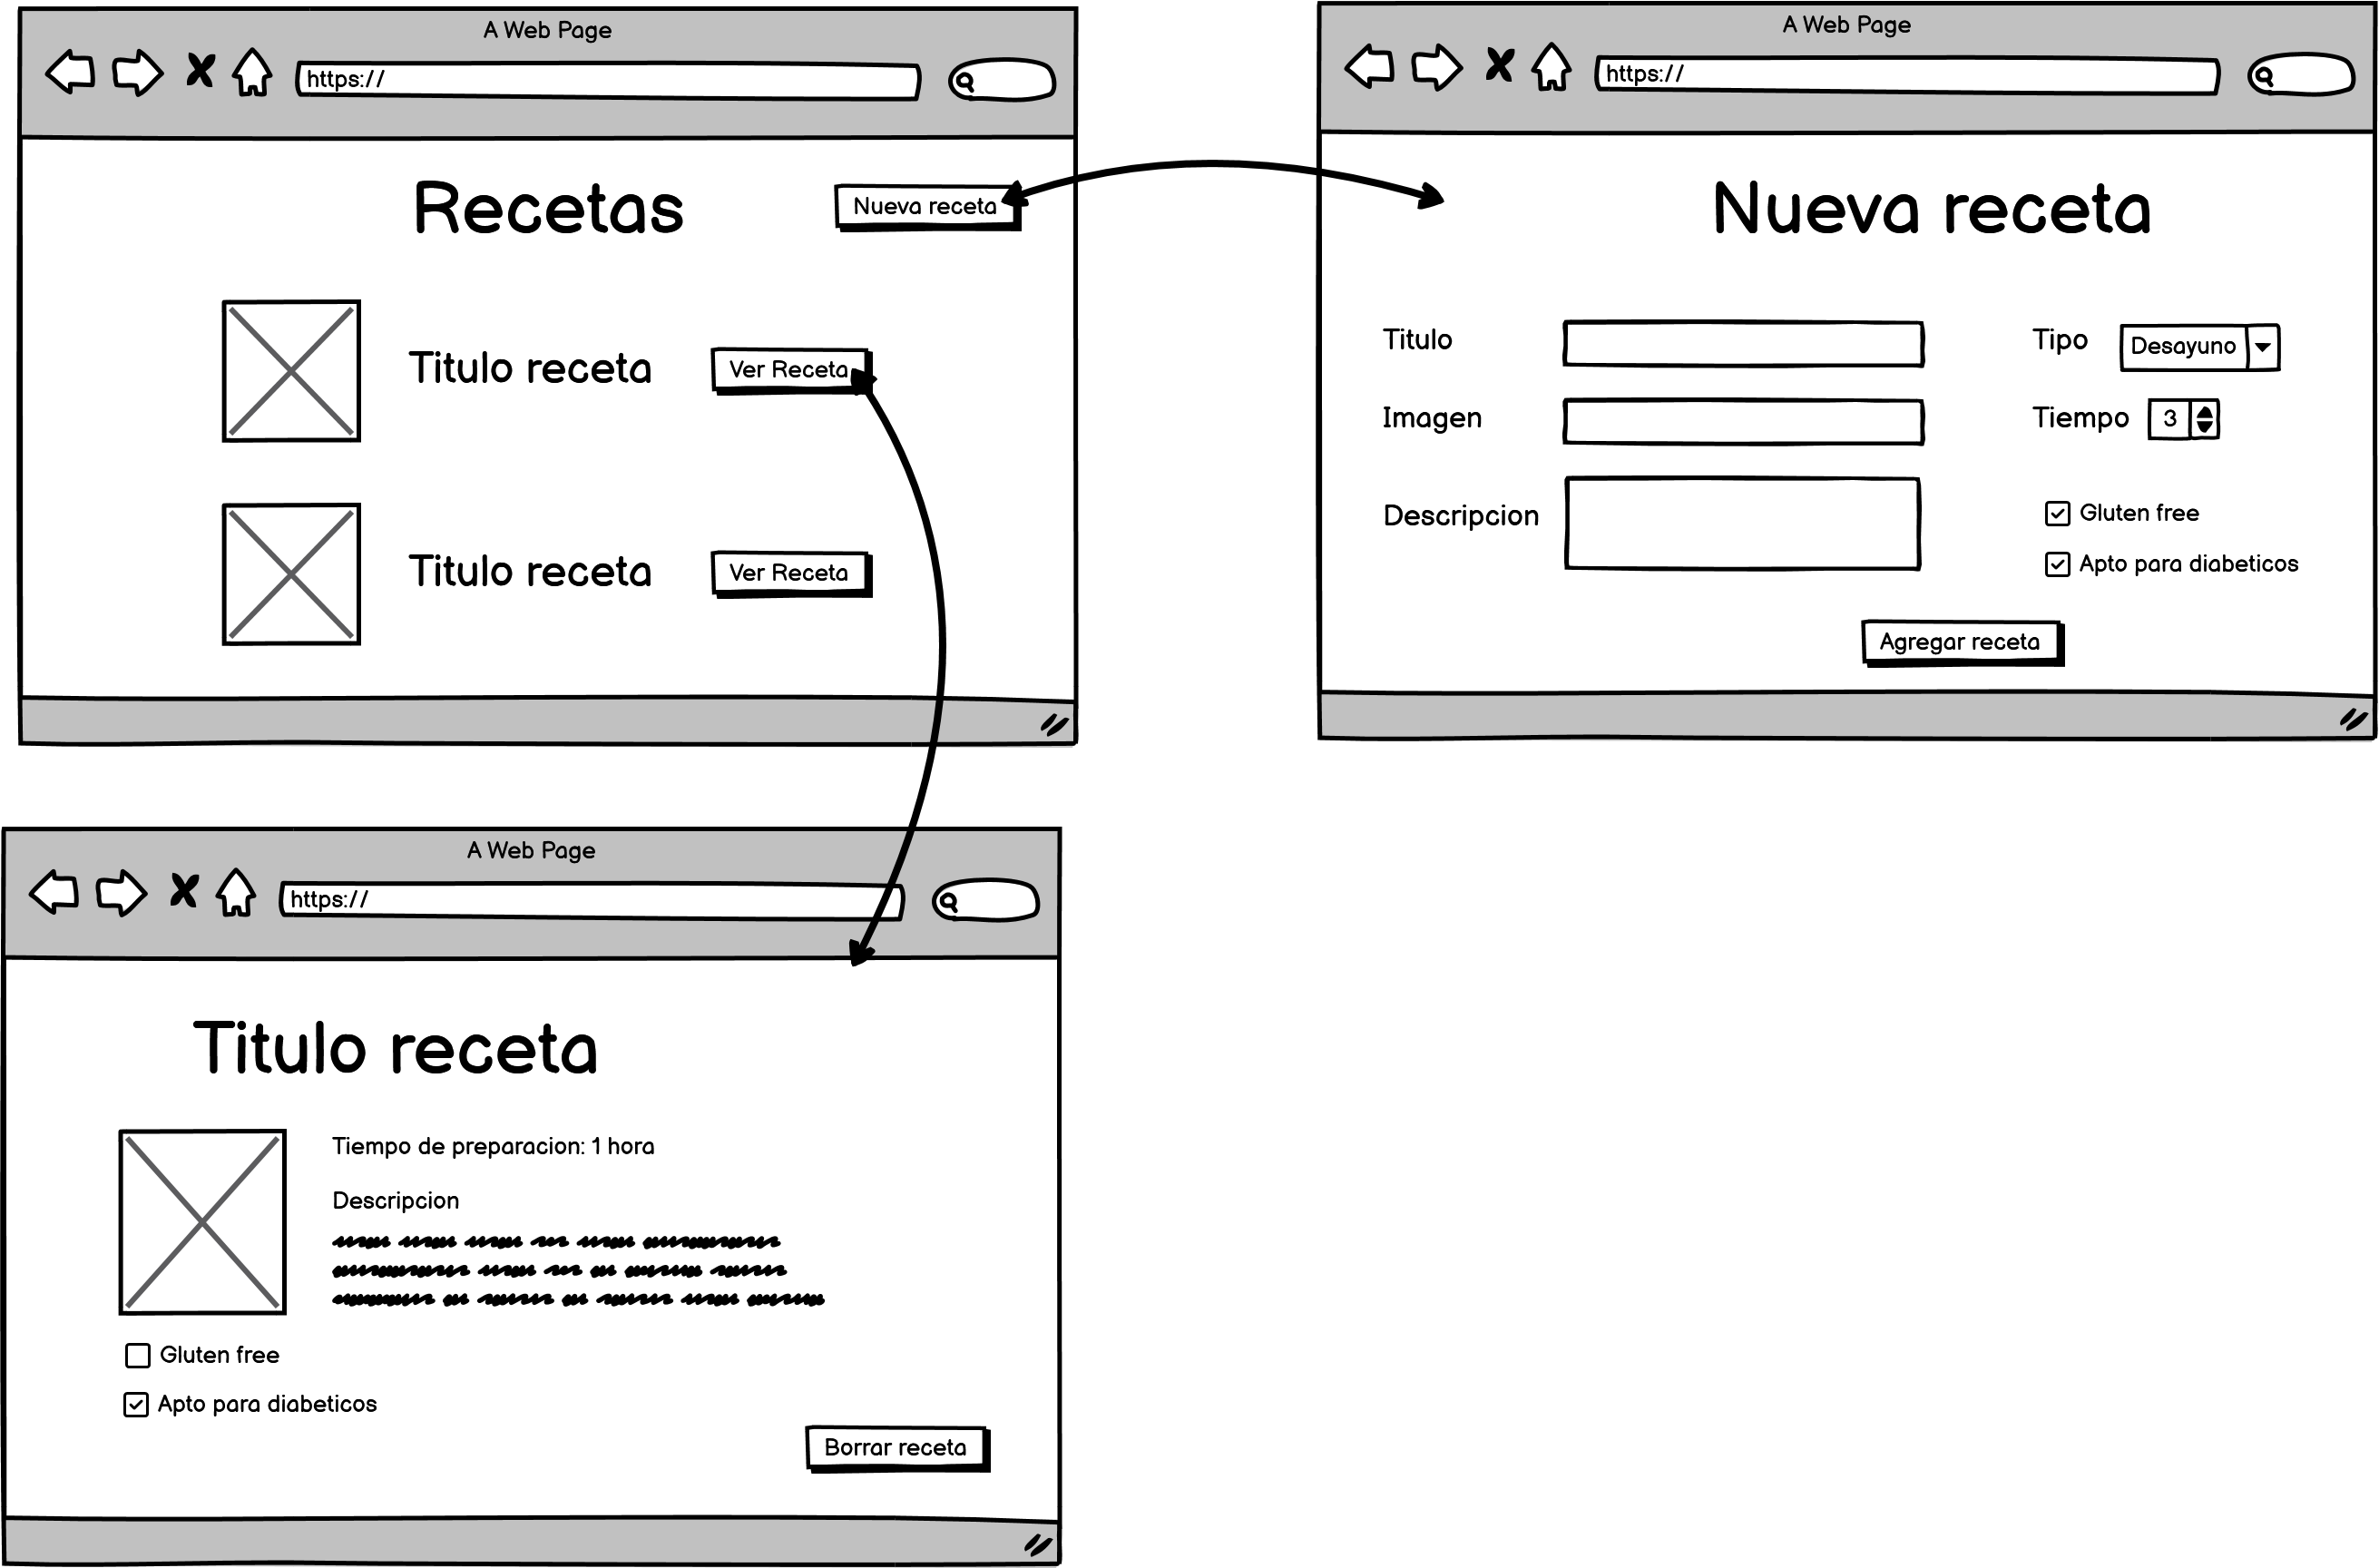 A Web Page
https://
Recetas
Nueva receta
Titulo receta
Ver Receta
Titulo receta
Ver Receta
A Web Page
https://
Nueva receta
Titulo
Tipo
Desayuno
Imagen
Tiempo
3
Descripcion
Gluten free
Apto para diabeticos
Agregar receta
A Web Page
https://
Titulo receta
Tiempo de preparacion: 1 hora
Descripcion
Gluten free
Apto para diabeticos
Borrar receta